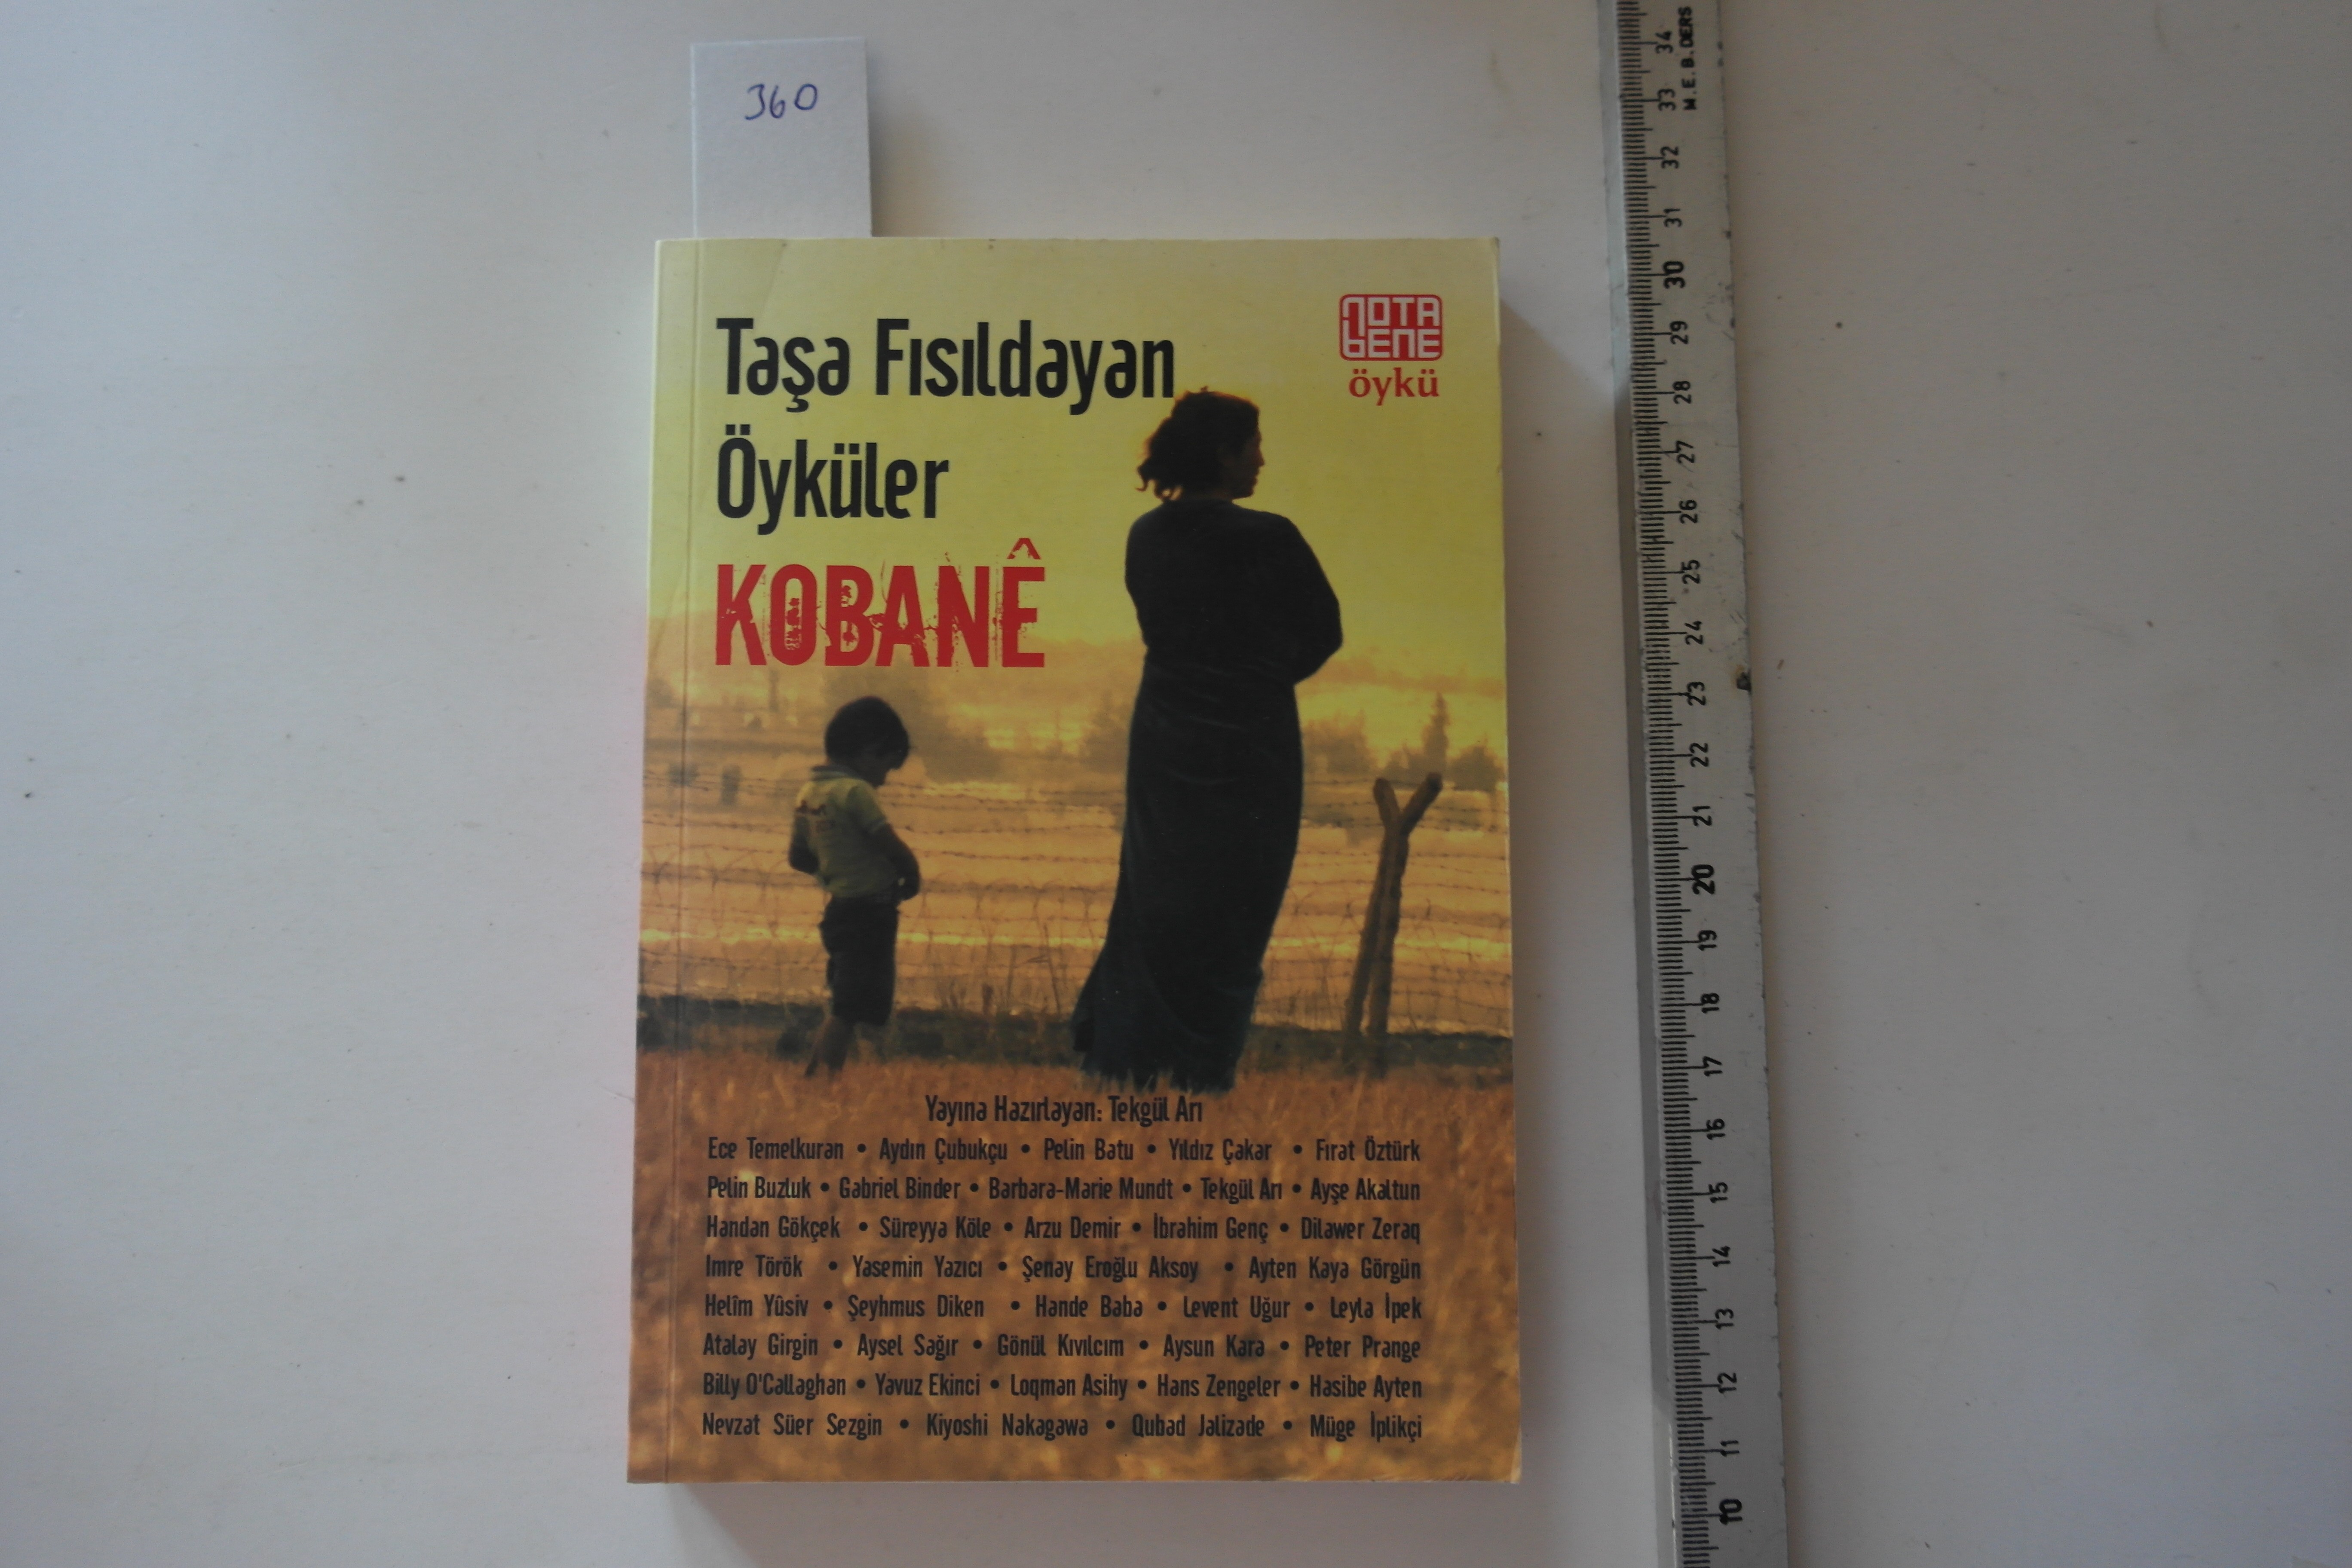 360
Taşa Fısıldayan
Öyküler
KOBANÊ
NOTA
BENE
öykü
Yayına Hazırlayan: Tekgül Arı
Ece Temelkuran • Aydın Çubukçu • Pelin Batu • Yıldız Çakar • Fırat Öztürk
Pelin Buzluk • Gabriel Binder • Barbara-Marie Mundt • Tekgül Arı • Ayşe Akaltun
Handan Gökçek • Süreyya Köle • Arzu Demir • İbrahim Genç • Dilawer Zeraq
Imre Török • Yasemin Yazıcı • Şenay Eroğlu Aksoy • Ayten Kaya Görgün
Helîm Yûsiv • Şeyhmus Diken • Hande Baba • Levent Uğur • Leyla İpek
Atalay Girgin • Aysel Sağır • Gönül Kıvılcım • Aysun Kara • Peter Prange
Billy O'Callaghan • Yavuz Ekinci • Loqman Asihy • Hans Zengeler • Hasibe Ayten
Nevzat Süer Sezgin • Kiyoshi Nakagawa • Qubad Jalizade • Müge İplikçi
M.E.B. DERS
34
33
32
31
30
29
28
27
26
25
24
23
22
21
20
19
18
17
16
15
14
13
12
11
10